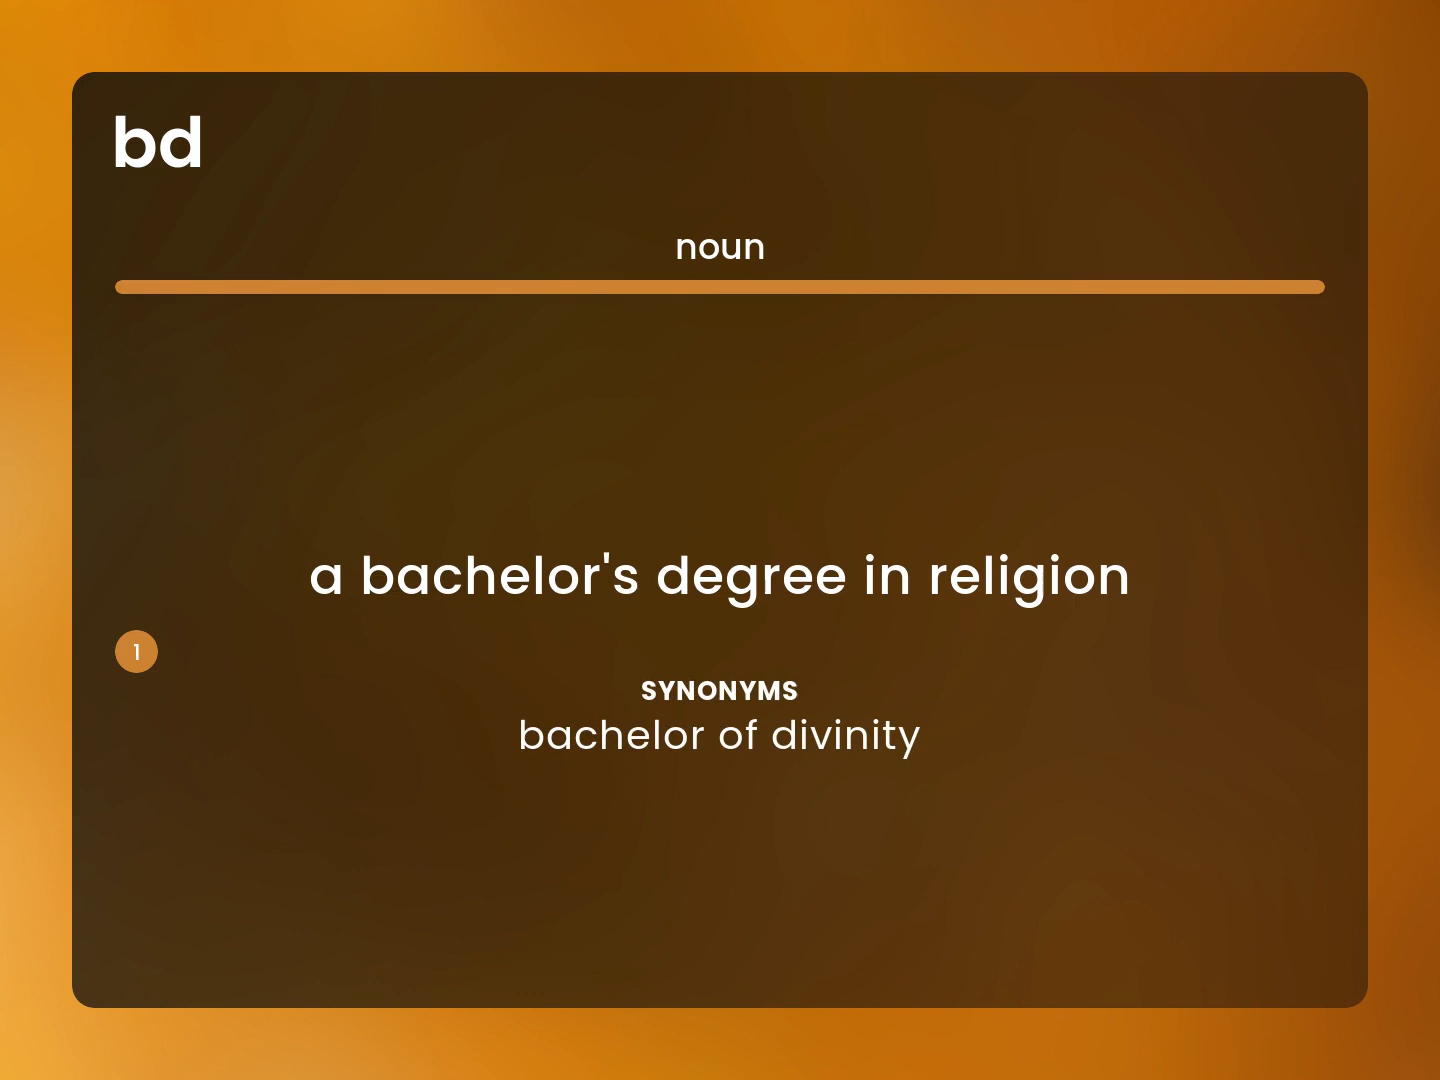 bd
noun
a bachelor's degree in religion
1
SYNONYMS
bachelor of divinity